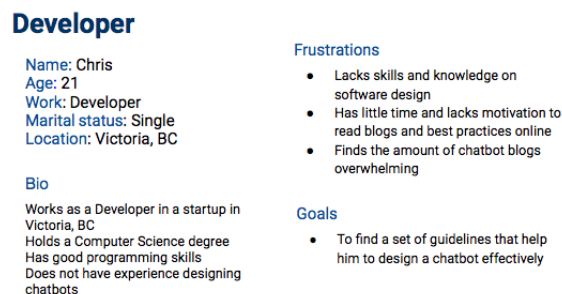 Developer
Name: Chris
Age: 21
Work: Developer
Marital status: Single
Location: Victoria, BC
Bio
Works as a Developer in a startup in
Victoria, BC
Holds a Computer Science degree
Has good programming skills
Does not have experience designing
chatbots
Frustrations
● Lacks skills and knowledge on
software design
● Has little time and lacks motivation to
read blogs and best practices online
● Finds the amount of chatbot blogs
overwhelming
Goals
● To find a set of guidelines that help
him to design a chatbot effectively